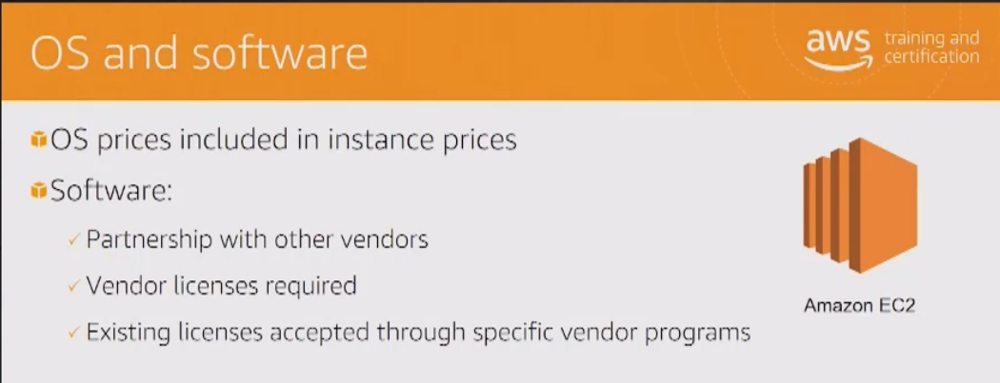 OS and software
aws training and certification
OS prices included in instance prices
Software:
Partnership with other vendors
Vendor licenses required
Existing licenses accepted through specific vendor programs
Amazon EC2